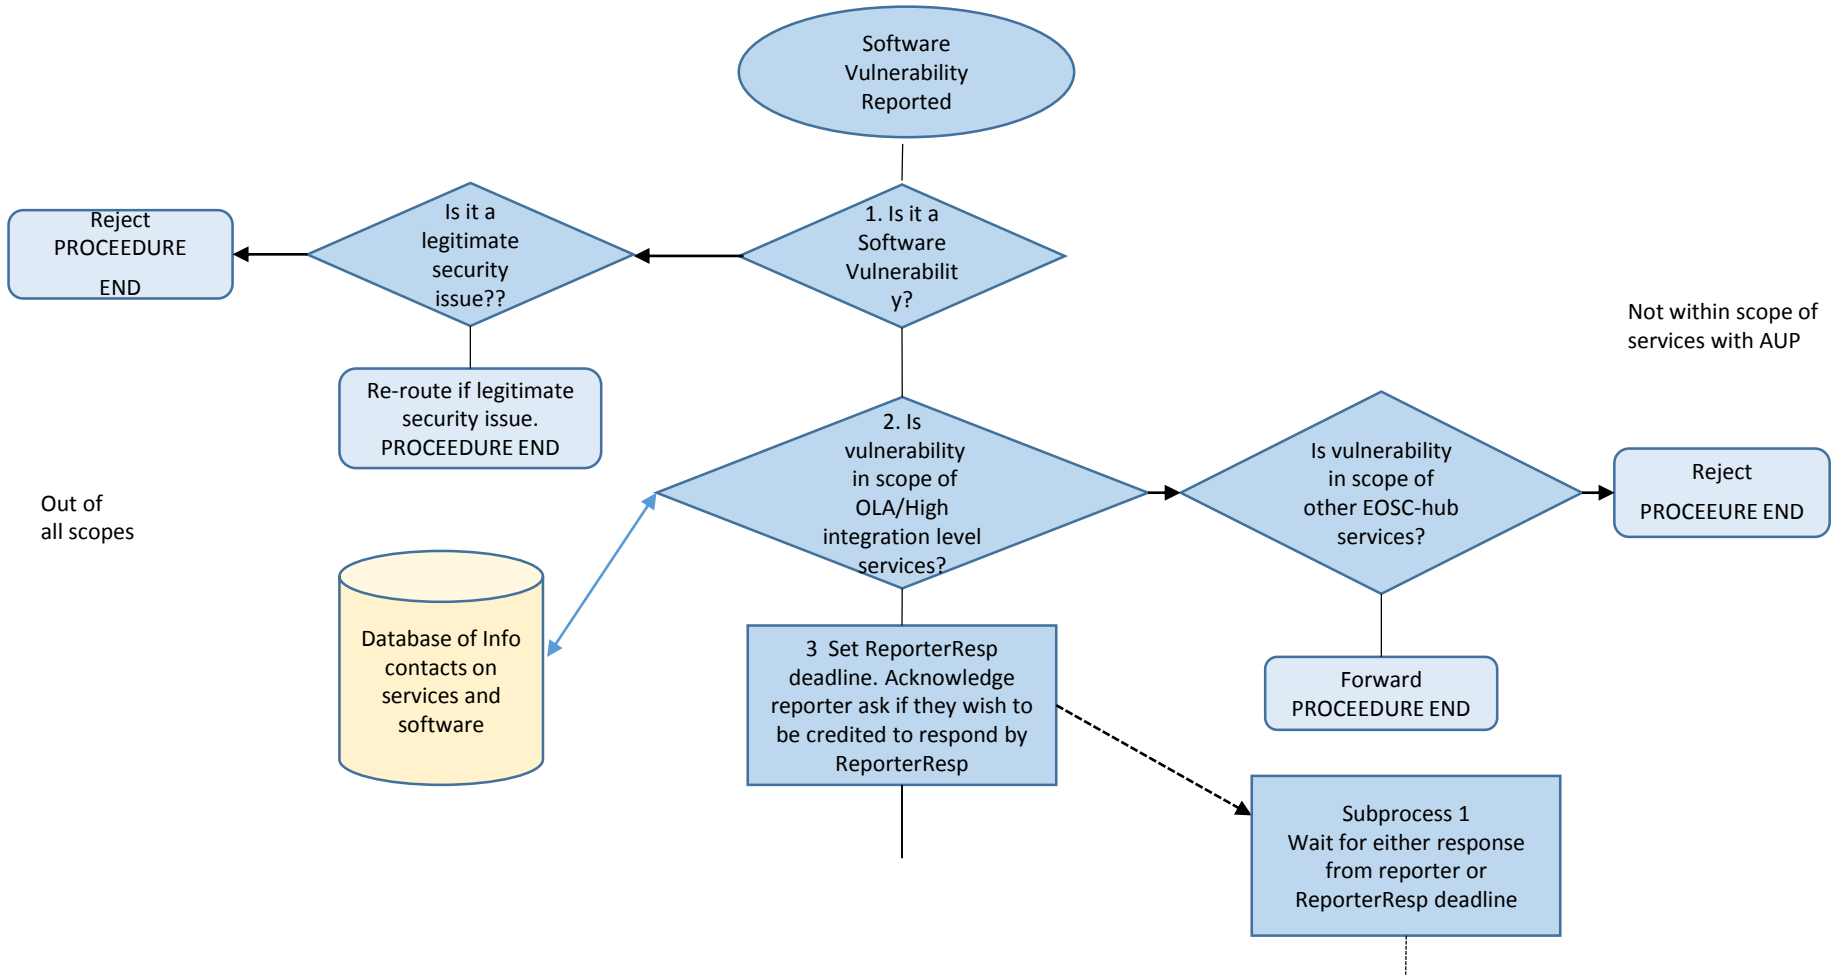 Software
Vulnerability
Reported
Reject
PROCEEDURE
END
Is it a
legitimate
security
issue??
1. Is it a
Software
Vulnerabilit
y?
Not within scope of
services with AUP
Re-route if legitimate
security issue.
PROCEEDURE END
2. Is
vulnerability
in scope of
OLA/High
integration level
services?
Is vulnerability
in scope of
other EOSC-hub
services?
Reject
PROCEEURE END
Out of
all scopes
Database of Info
contacts on
services and
software
3 Set ReporterResp
deadline. Acknowledge
reporter ask if they wish to
be credited to respond by
ReporterResp
Forward
PROCEEDURE END
Subprocess 1
Wait for either response
from reporter or
ReporterResp deadline